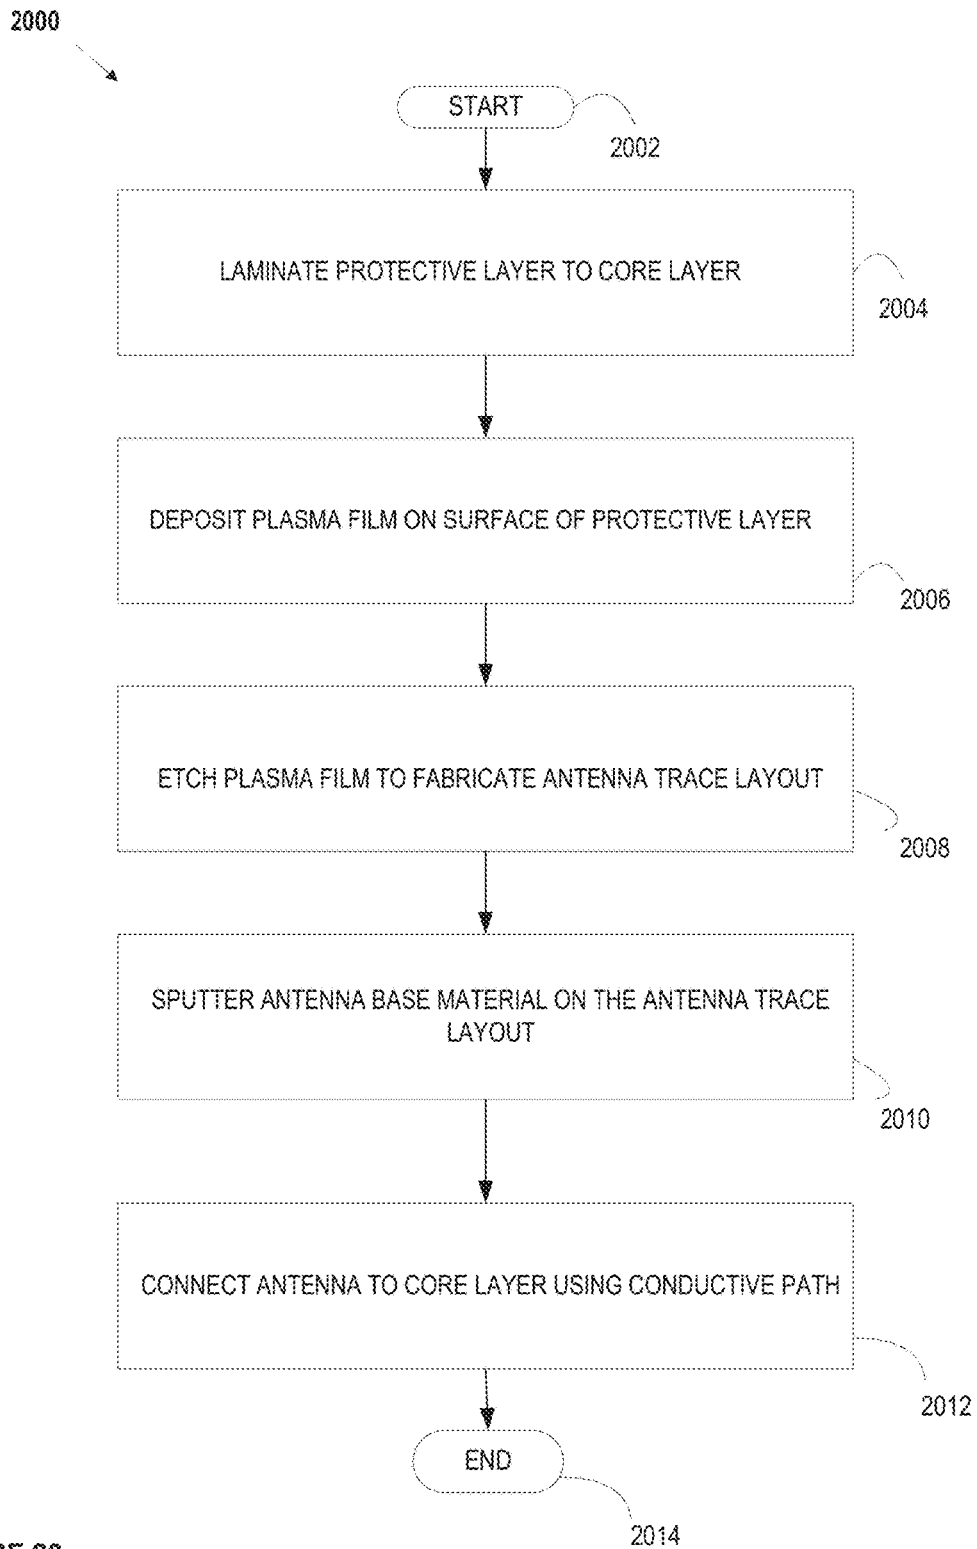 2000
START
2002
LAMINATE PROTECTIVE LAYER TO CORE LAYER
2004
DEPOSIT PLASMA FILM ON SURFACE OF PROTECTIVE LAYER
2006
ETCH PLASMA FILM TO FABRICATE ANTENNA TRACE LAYOUT
2008
SPUTTER ANTENNA BASE MATERIAL ON THE ANTENNA TRACE
LAYOUT
2010
CONNECT ANTENNA TO CORE LAYER USING CONDUCTIVE PATH
2012
END
2014